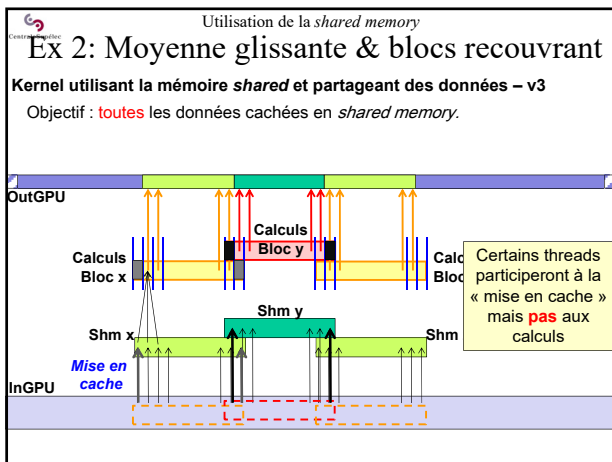 CentraleSupélec
Utilisation de la shared memory
Ex 2: Moyenne glissante & blocs recouvrant
Kernel utilisant la mémoire shared et partageant des données – v3
Objectif : toutes les données cachées en shared memory.
OutGPU
Calculs
Bloc y
Calculs
Bloc x
Calc
Bloc
Certains threads
participeront à la
« mise en cache »
mais pas aux
calculs
Shm y
Shm x
Shm
Mise en
cache
InGPU